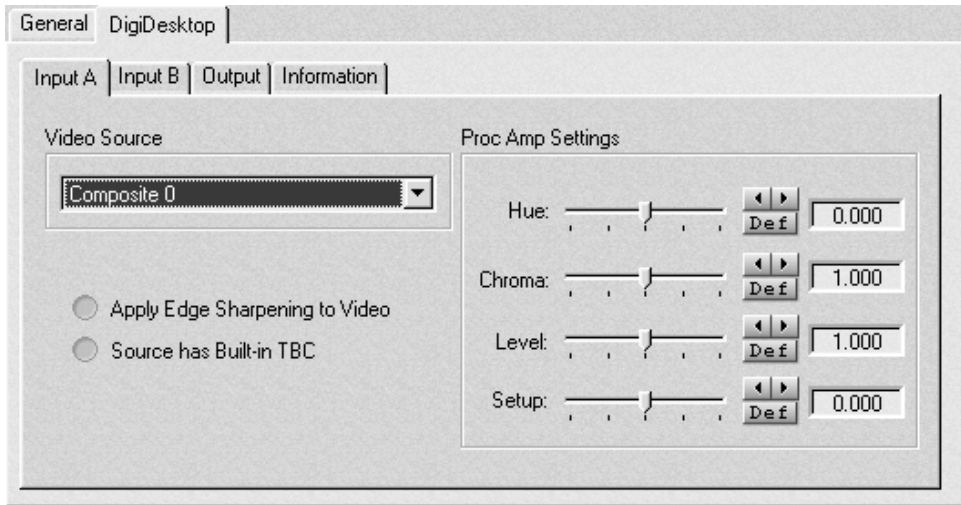 General DigiDesktop
Input A Input B Output Information
Video Source
Composite 0
Apply Edge Sharpening to Video
Source has Built-in TBC
Proc Amp Settings
Hue: Def 0.000
Chroma: Def 1.000
Level: Def 1.000
Setup: Def 0.000